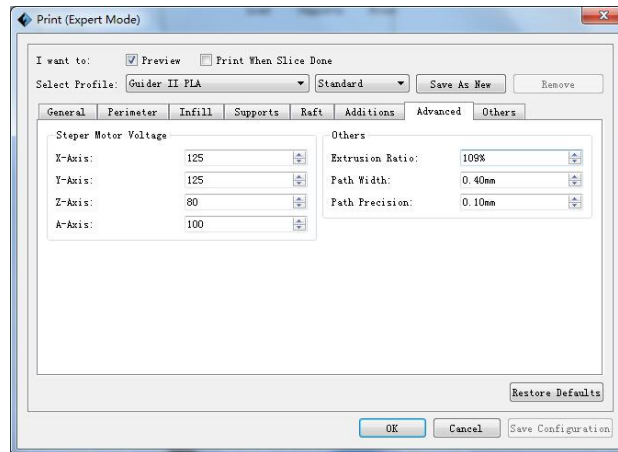 Print (Expert Mode)
I want to: Preview Print When Slice Done
Select Profile: Guider II PLA Standard Save As New Remove
General Perimeter Infill Supports Raft Additions Advanced Others
Steper Motor Voltage Others
X-Axis: 125 Extrusion Ratio: 109%
Y-Axis: 125 Path Width: 0.40mm
Z-Axis: 80 Path Precision: 0.10mm
A-Axis: 100
Restore Defaults
OK Cancel Save Configuration